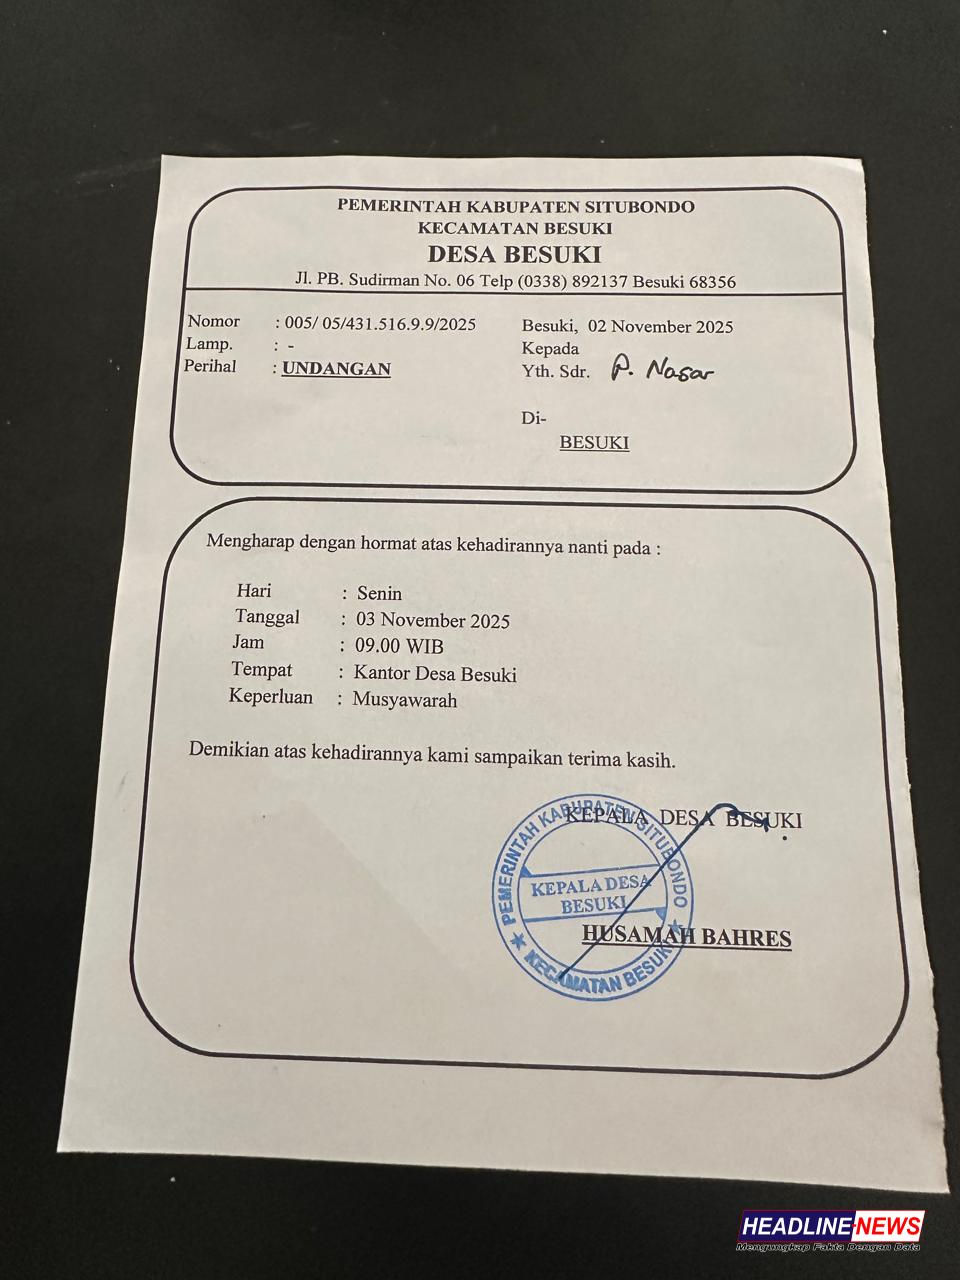 PEMERINTAH KABUPATEN SITUBONDO
KECAMATAN BESUKI
DESA BESUKI
Jl. PB. Sudirman No. 06 Telp (0338) 892137 Besuki 68356
Nomor : 005/ 05/431.516.9.9/2025
Lamp. : -
Perihal : UNDANGAN
Besuki, 02 November 2025
Kepada
Yth. Sdr. P. Nasar
Di-
BESUKI
Mengharap dengan hormat atas kehadirannya nanti pada :
Hari : Senin
Tanggal : 03 November 2025
Jam : 09.00 WIB
Tempat : Kantor Desa Besuki
Keperluan : Musyawarah
Demikian atas kehadirannya kami sampaikan terima kasih.
KEPALA DESA BESUKI
PEMERINTAH KABUPATEN SITUBONDO
KEPALA DESA
BESUKI
KECAMATAN BESUKI
HUSAMAH BAHRES
HEADLINE-NEWS
Mengungkap Fakta Dengan Data